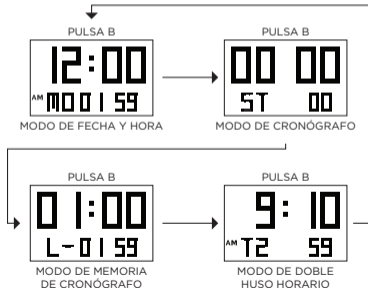 PULSA B
12:00
AM MO 01 59
MODO DE FECHA Y HORA
PULSA B
00 00
ST 00
MODO DE CRONÓGRAFO
PULSA B
01:00
L-01 59
MODO DE MEMORIA
DE CRONÓGRAFO
PULSA B
9:10
AM T2 59
MODO DE DOBLE
HUSO HORARIO